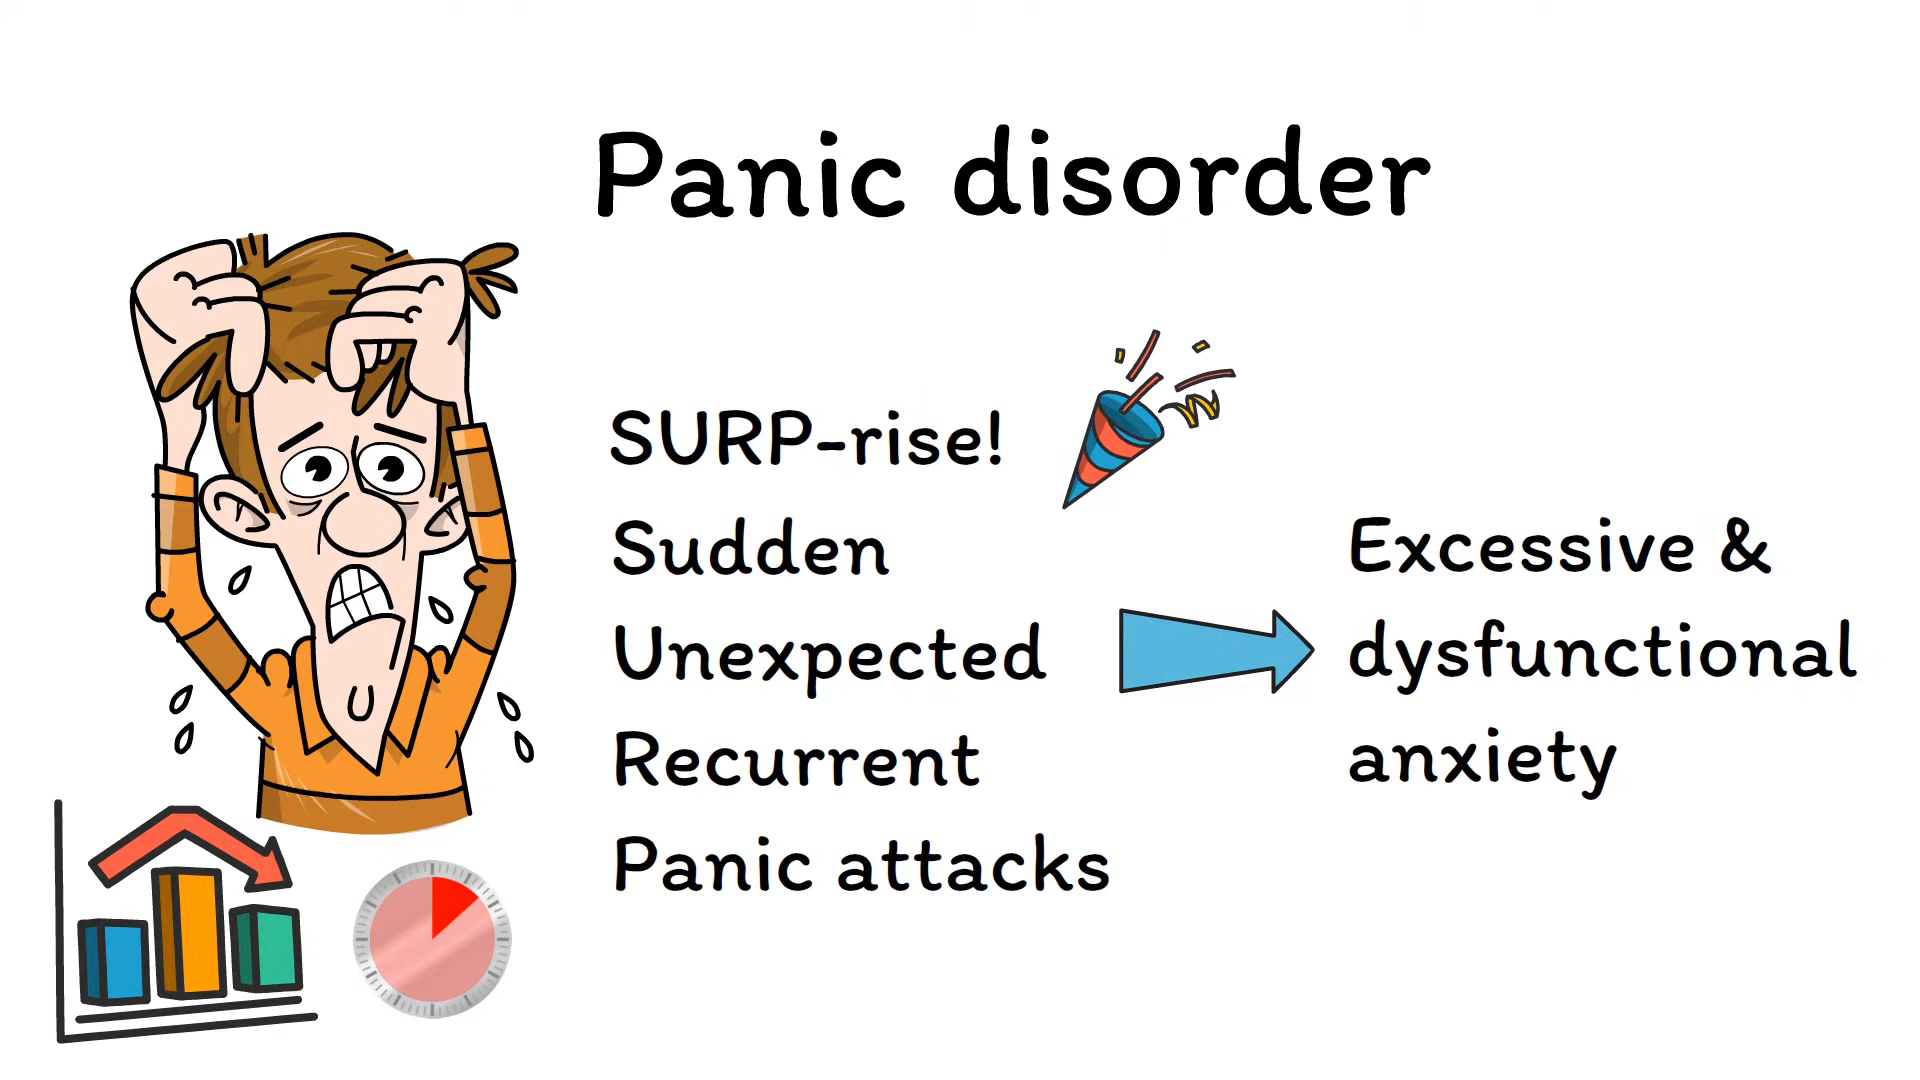 Panic disorder
SURP-rise!
Sudden
Unexpected
Recurrent
Panic attacks
Excessive &
dysfunctional
anxiety